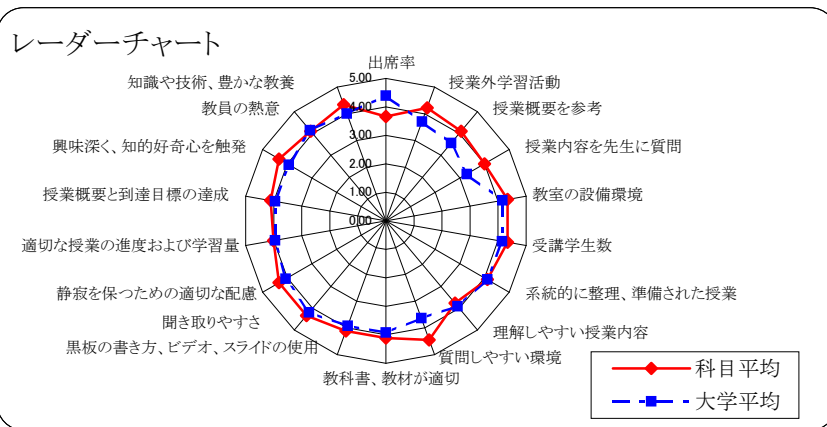 レーダーチャート
出席率
授業外学習活動
授業概要を参考
授業内容を先生に質問
教室の設備環境
受講学生数
系統的に整理、準備された授業
理解しやすい授業内容
質問しやすい環境
教科書、教材が適切
黒板の書き方、ビデオ、スライドの使用
聞き取りやすさ
静寂を保つための適切な配慮
適切な授業の進度および学習量
授業概要と到達目標の達成
興味深く、知的好奇心を触発
教員の熱意
知識や技術、豊かな教養
5.00
4.00
3.00
2.00
1.00
0.00
科目平均
大学平均